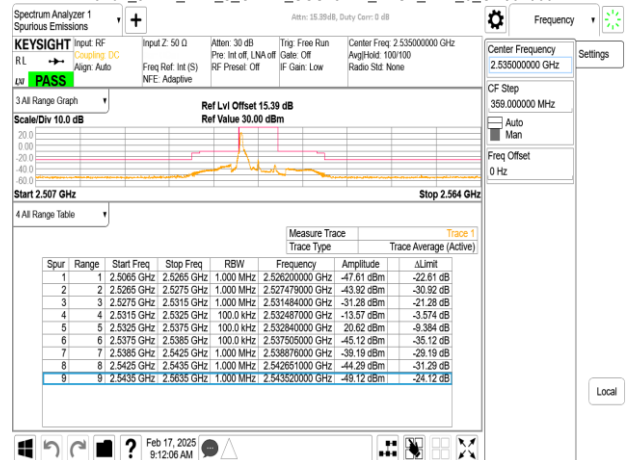 Spectrum Analyzer 1
Spurious Emissions
Attn: 15.39dB, Duty Corr: 0 dB
Frequency
KEYSIGHT
RL
PASS
Input: RF
Coupling: DC
Align: Auto
Input Z: 50 Ω
Freq Ref: Int (S)
NFE: Adaptive
Atten: 30 dB
Pre: Int off, LNA off
RF Preset: Off
Trig: Free Run
Gate: Off
IF Gain: Low
Center Freq: 2.535000000 GHz
Avg|Hold: 100/100
Radio Std: None
Center Frequency
2.535000000 GHz
Settings
CF Step
359.000000 MHz
Auto
Man
Freq Offset
0 Hz
3 All Range Graph
Scale/Div 10.0 dB
Ref Lvl Offset 15.39 dB
Ref Value 30.00 dBm
20.0
0.00
-20.0
-40.0
-60.0
Start 2.507 GHz
Stop 2.564 GHz
4 All Range Table
Measure Trace Trace 1
Trace Type Trace Average (Active)
Spur Range Start Freq Stop Freq RBW Frequency Amplitude ΔLimit
1 1 2.5065 GHz 2.5265 GHz 1.000 MHz 2.526200000 GHz -47.61 dBm -22.61 dB
2 2 2.5265 GHz 2.5275 GHz 1.000 MHz 2.527479000 GHz -43.92 dBm -30.92 dB
3 3 2.5275 GHz 2.5315 GHz 1.000 MHz 2.531484000 GHz -31.28 dBm -21.28 dB
4 4 2.5315 GHz 2.5325 GHz 100.0 kHz 2.532487000 GHz -13.57 dBm -3.574 dB
5 5 2.5325 GHz 2.5375 GHz 100.0 kHz 2.532840000 GHz 20.62 dBm -9.384 dB
6 6 2.5375 GHz 2.5385 GHz 100.0 kHz 2.537505000 GHz -45.12 dBm -35.12 dB
7 7 2.5385 GHz 2.5425 GHz 1.000 MHz 2.538876000 GHz -39.19 dBm -29.19 dB
8 8 2.5425 GHz 2.5435 GHz 1.000 MHz 2.542651000 GHz -44.29 dBm -31.29 dB
9 9 2.5435 GHz 2.5635 GHz 1.000 MHz 2.543520000 GHz -49.12 dBm -24.12 dB
Local
Feb 17, 2025
9:12:06 AM